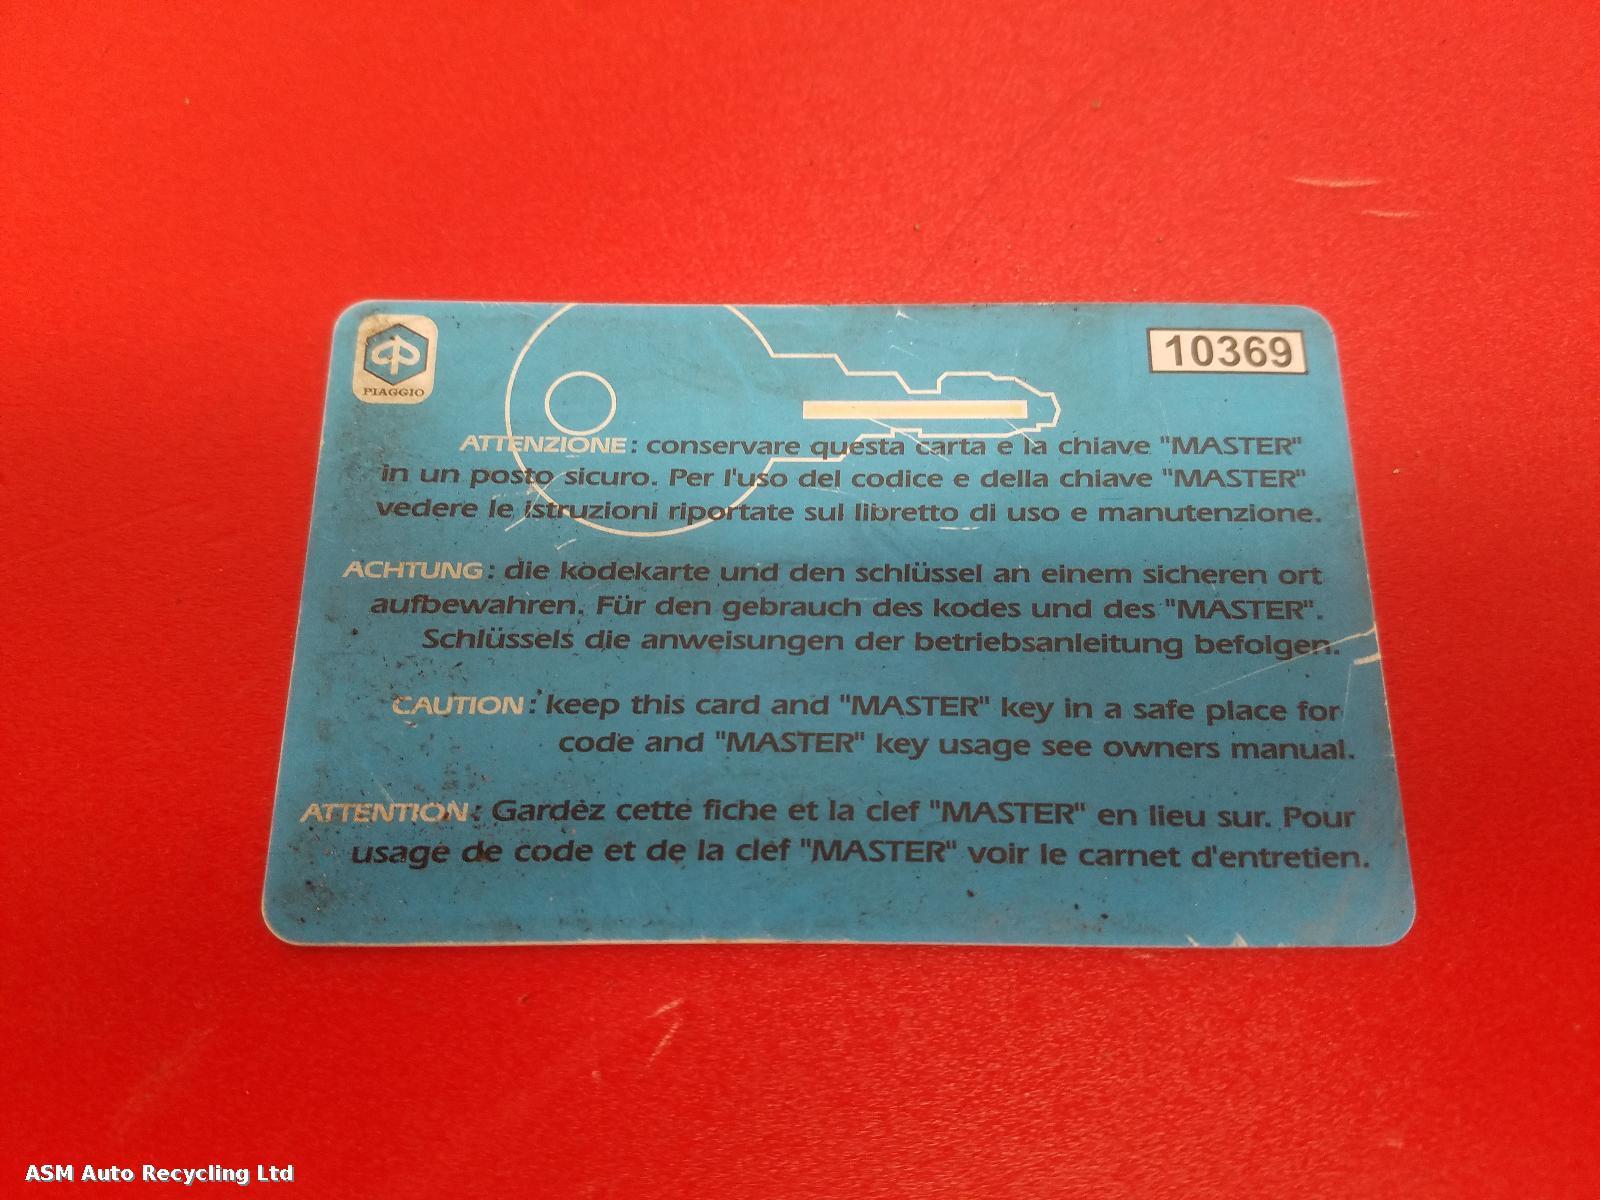 PIAGGIO
10369
ATTENZIONE: conservare questa carta e la chiave "MASTER"
in un posto sicuro. Per l'uso del codice e della chiave "MASTER"
vedere le istruzioni riportate sul libretto di uso e manutenzione.
ACHTUNG: die kodekarte und den schlüssel an einem sicheren ort
aufbewahren. Für den gebrauch des kodes und des "MASTER".
Schlüssels die anweisungen der betriebsanleitung befolgen.
CAUTION: keep this card and "MASTER" key in a safe place for
code and "MASTER" key usage see owners manual.
ATTENTION: Gardèz cette fiche et la clef "MASTER" en lieu sur. Pour
usage de code et de la clef "MASTER" voir le carnet d'entretien.
ASM Auto Recycling Ltd